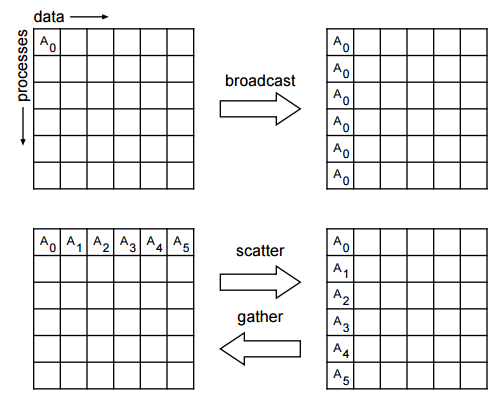 data
processes
A0
broadcast
A0
A0
A0
A0
A0
A0
A0 A1 A2 A3 A4 A5
scatter
gather
A0
A1
A2
A3
A4
A5